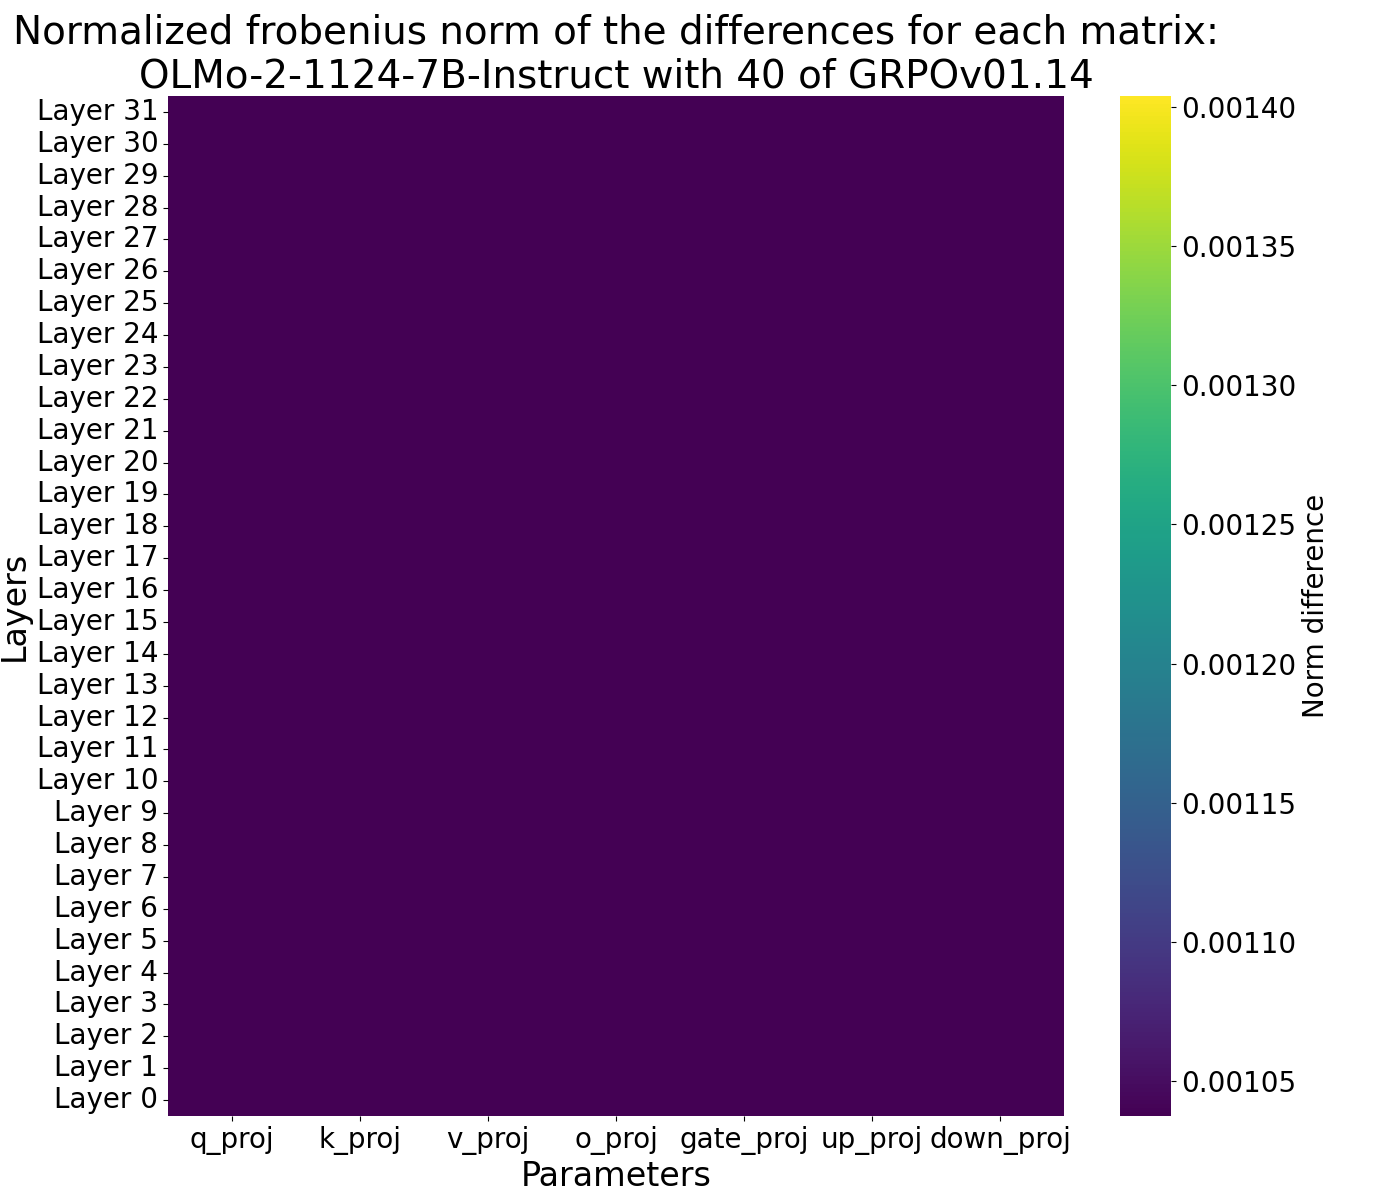 Normalized frobenius norm of the differences for each matrix:
OLMo-2-1124-7B-Instruct with 40 of GRPOv01.14
Layers
Layer 31
Layer 30
Layer 29
Layer 28
Layer 27
Layer 26
Layer 25
Layer 24
Layer 23
Layer 22
Layer 21
Layer 20
Layer 19
Layer 18
Layer 17
Layer 16
Layer 15
Layer 14
Layer 13
Layer 12
Layer 11
Layer 10
Layer 9
Layer 8
Layer 7
Layer 6
Layer 5
Layer 4
Layer 3
Layer 2
Layer 1
Layer 0
q_proj k_proj v_proj o_proj gate_proj up_proj down_proj
Parameters
0.00140
0.00135
0.00130
0.00125
0.00120
0.00115
0.00110
0.00105
Norm difference